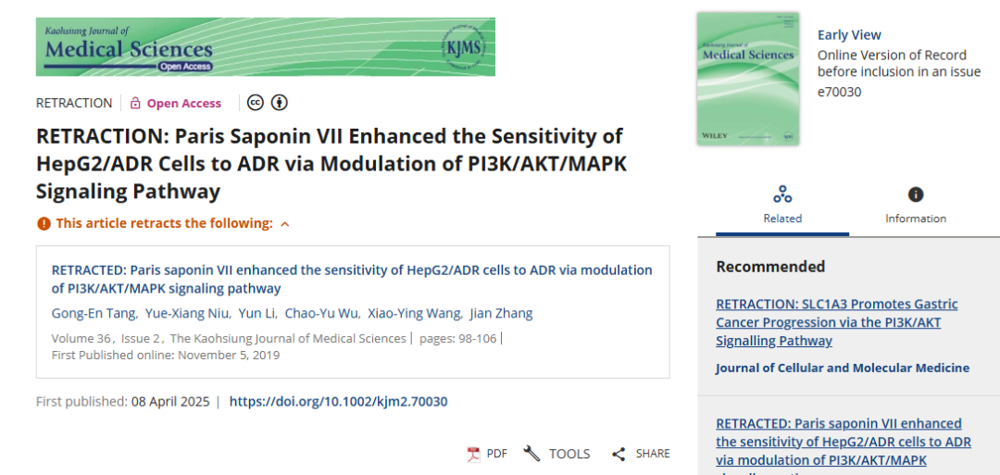 Kaohsiung Journal of
Medical Sciences
Open Access
KJMS
RETRACTION
Open Access
cc
RETRACTION: Paris Saponin VII Enhanced the Sensitivity of
HepG2/ADR Cells to ADR via Modulation of PI3K/AKT/MAPK
Signaling Pathway
This article retracts the following:
RETRACTED: Paris saponin VII enhanced the sensitivity of HepG2/ADR cells to ADR via modulation
of PI3K/AKT/MAPK signaling pathway
Gong-En Tang, Yue-Xiang Niu, Yun Li, Chao-Yu Wu, Xiao-Ying Wang, Jian Zhang
Volume 36, Issue 2, The Kaohsiung Journal of Medical Sciences | pages: 98-106 |
First Published online: November 5, 2019
First published: 08 April 2025 | https://doi.org/10.1002/kjm2.70030
PDF TOOLS SHARE
Kaohsiung Journal of
Medical Sciences
WILEY
Early View
Online Version of Record
before inclusion in an issue
e70030
Related
Information
Recommended
RETRACTION: SLC1A3 Promotes Gastric
Cancer Progression via the PI3K/AKT
Signalling Pathway
Journal of Cellular and Molecular Medicine
RETRACTED: Paris saponin VII enhanced
the sensitivity of HepG2/ADR cells to ADR
via modulation of PI3K/AKT/MAPK